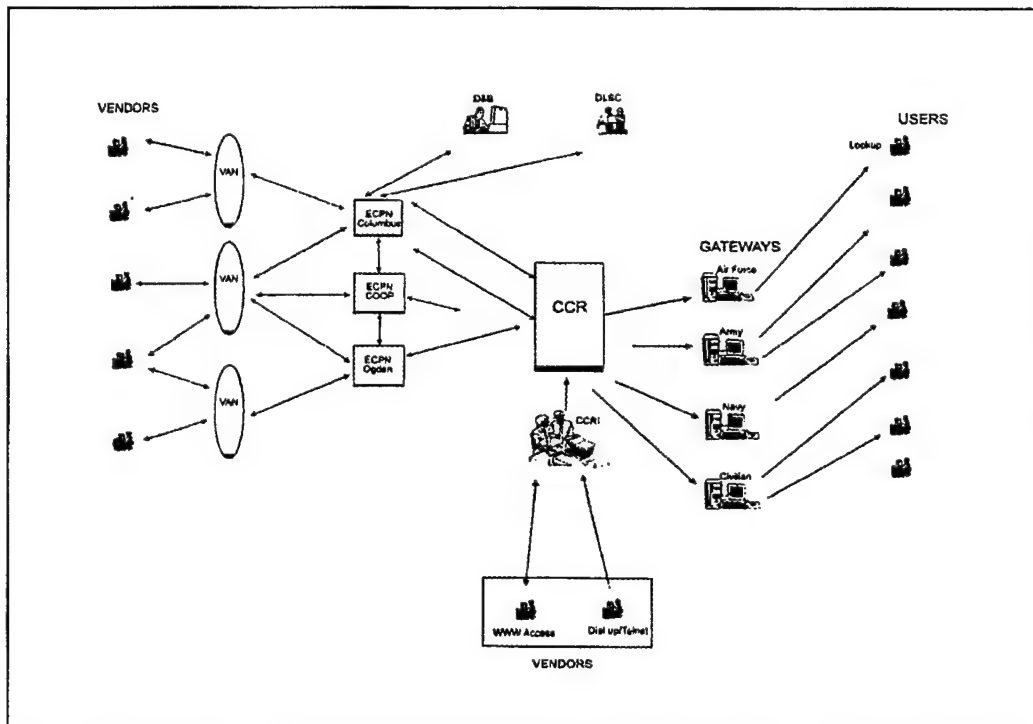 VENDORS
VAN
VAN
VAN
D&B
DLSC
ECPN
Columbus
ECPN
COOP
ECPN
Ogden
CCR
CCRI
GATEWAYS
Air Force
Army
Navy
Civilian
USERS
Lookup
WWW Access
Dial up/Telnet
VENDORS